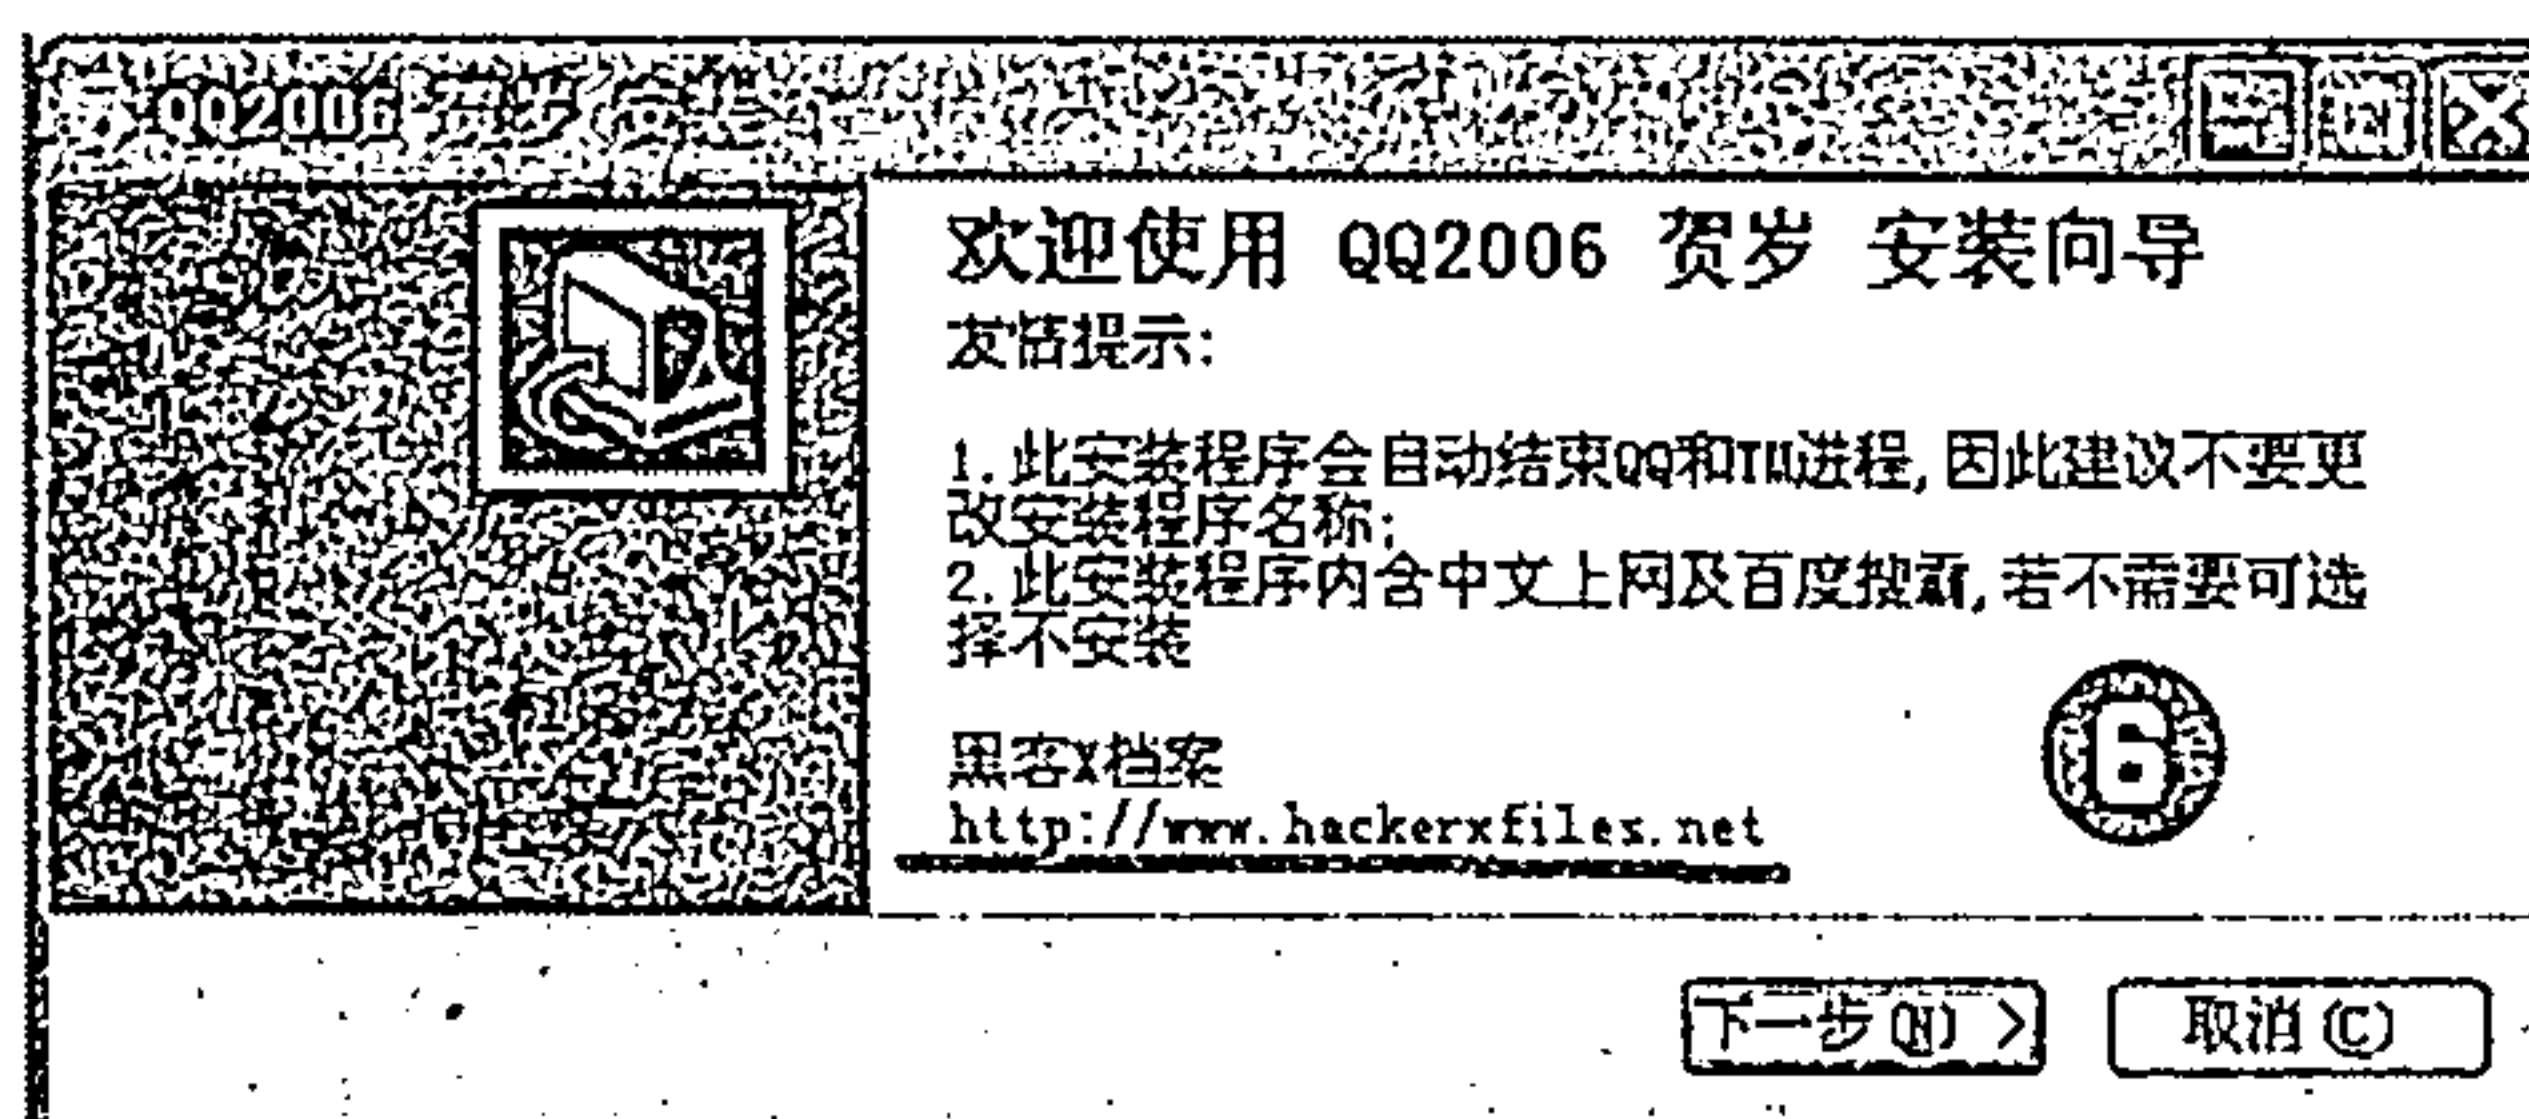 QQ2006 贺岁 安装
欢迎使用 QQ2006 贺岁 安装向导
友情提示:
1.此安装程序会自动结束QQ和TM进程,因此建议不要更
改安装程序名称;
2.此安装程序内含中文上网及百度搜索,若不需要可选
择不安装
黑客X档案
http://www.hackerxfiles.net
6
下一步(N) >
取消(C)